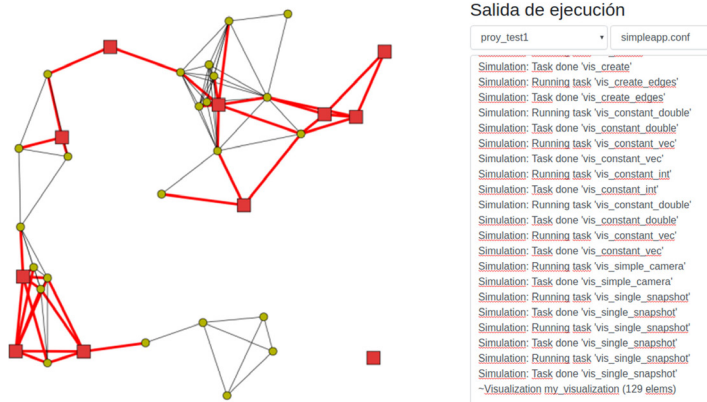 Salida de ejecución
proy_test1
simpleapp.conf
Simulation: Task done 'vis_create'
Simulation: Running task 'vis_create_edges'
Simulation: Task done 'vis_create_edges'
Simulation: Running task 'vis_constant_double'
Simulation: Task done 'vis_constant_double'
Simulation: Running task 'vis_constant_vec'
Simulation: Task done 'vis_constant_vec'
Simulation: Running task 'vis_constant_int'
Simulation: Task done 'vis_constant_int'
Simulation: Running task 'vis_constant_double'
Simulation: Task done 'vis_constant_double'
Simulation: Running task 'vis_constant_vec'
Simulation: Task done 'vis_constant_vec'
Simulation: Running task 'vis_simple_camera'
Simulation: Task done 'vis_simple_camera'
Simulation: Running task 'vis_single_snapshot'
Simulation: Task done 'vis_single_snapshot'
Simulation: Running task 'vis_single_snapshot'
Simulation: Task done 'vis_single_snapshot'
Simulation: Running task 'vis_single_snapshot'
Simulation: Task done 'vis_single_snapshot'
~Visualization my_visualization (129 elems)